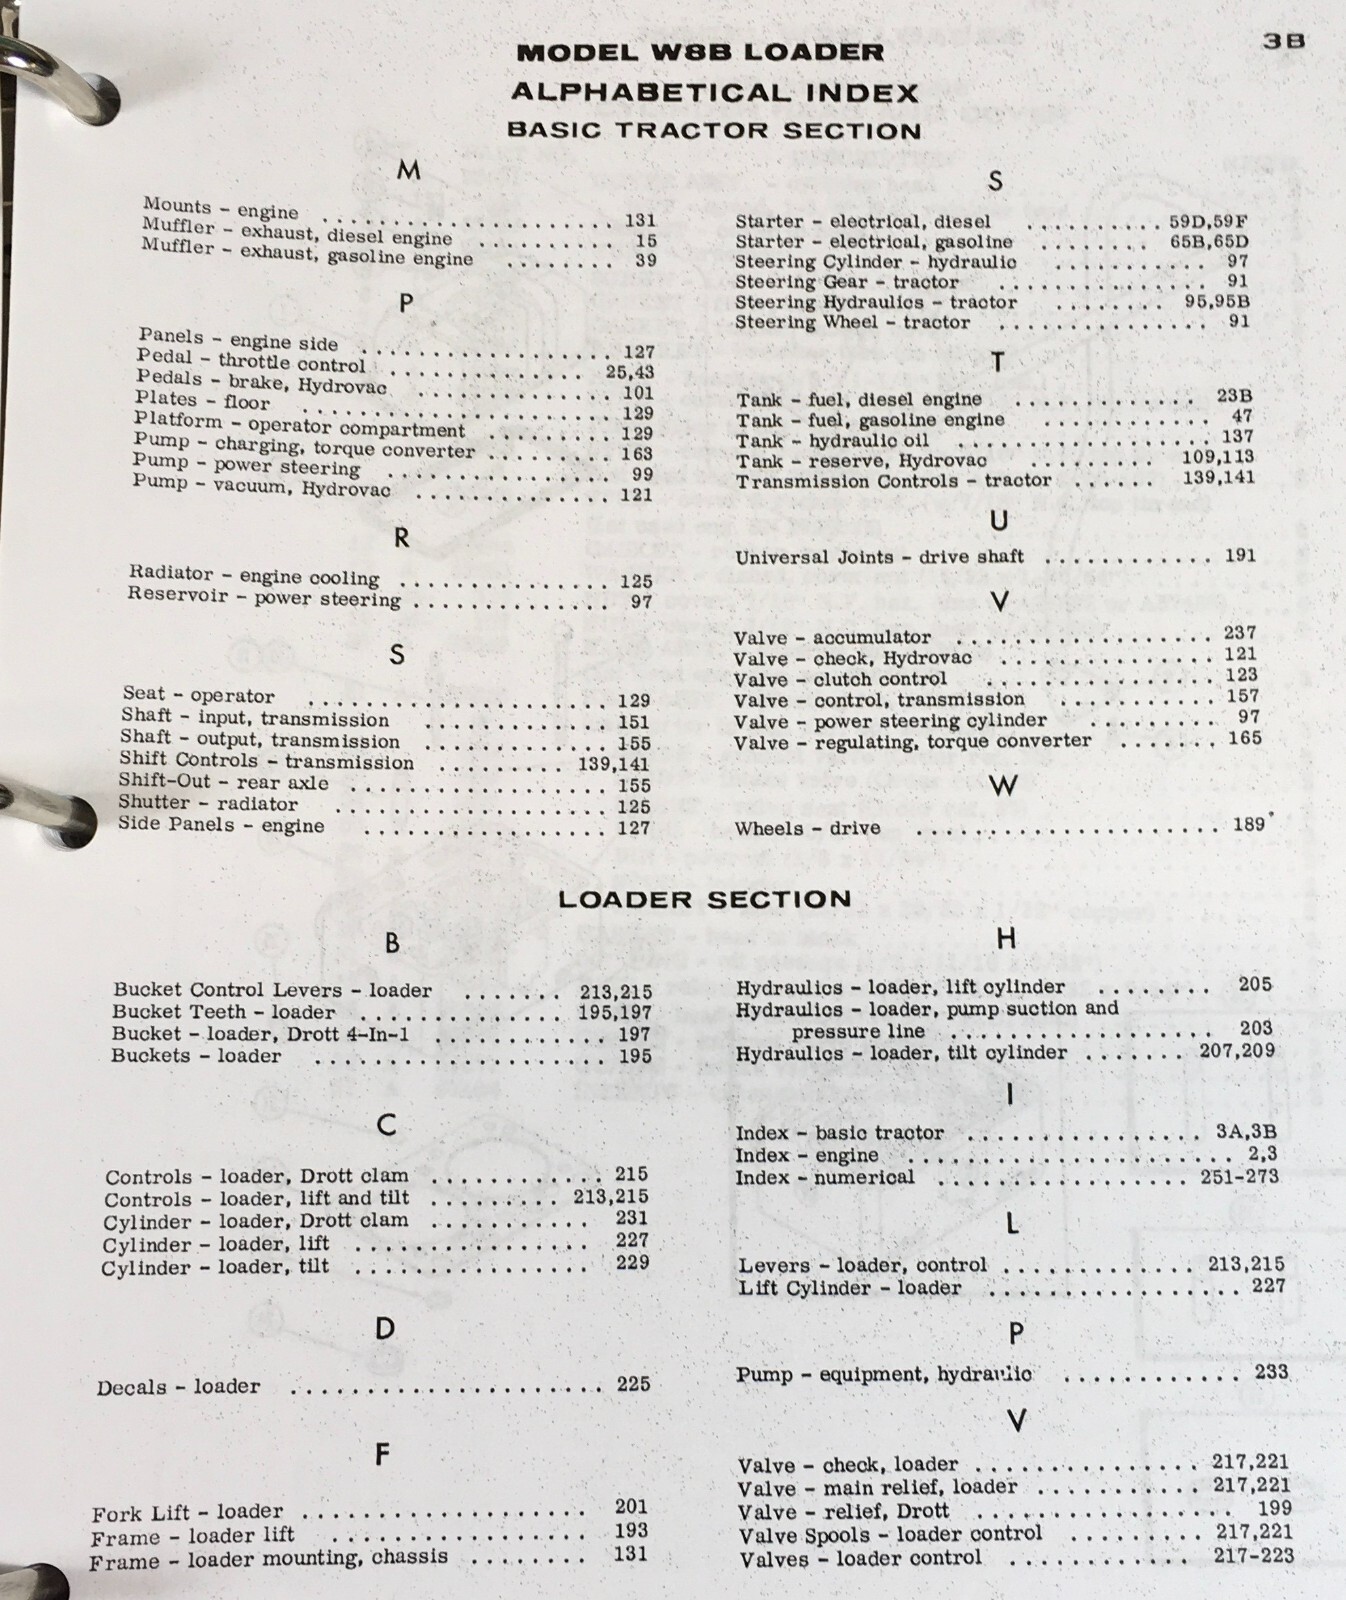 3B
MODEL W8B LOADER
ALPHABETICAL INDEX
BASIC TRACTOR SECTION
M
Mounts - engine .................... 131
Muffler - exhaust, diesel engine ......... 15
Muffler - exhaust, gasoline engine ........ 39
P
Panels - engine side ................. 127
Pedal - throttle control ............. 25,43
Pedals - brake, Hydrovac ............. 101
Plates - floor .................... 129
Platform - operator compartment ......... 129
Pump - charging, torque converter ......... 163
Pump - power steering ............... 99
Pump - vacuum, Hydrovac ............. 121
R
Radiator - engine cooling .............. 125
Reservoir - power steering ............. 97
S
Seat - operator .................... 129
Shaft - input, transmission ............ 151
Shaft - output, transmission ............ 155
Shift Controls - transmission ......... 139,141
Shift-Out - rear axle ................. 155
Shutter - radiator .................. 125
Side Panels - engine ................ 127
S
Starter - electrical, diesel .......... 59D,59F
Starter - electrical, gasoline ........ 65B,65D
Steering Cylinder - hydraulic ........... 97
Steering Gear - tractor ............... 91
Steering Hydraulics - tractor ........ 95,95B
Steering Wheel - tractor ............... 91
T
Tank - fuel, diesel engine ............. 23B
Tank - fuel, gasoline engine ............ 47
Tank - hydraulic oil .................. 137
Tank - reserve, Hydrovac .......... 109,113
Transmission Controls - tractor ...... 139,141
U
Universal Joints - drive shaft ............ 191
V
Valve - accumulator .................. 237
Valve - check, Hydrovac ............... 121
Valve - clutch control ................ 123
Valve - control, transmission ........... 157
Valve - power steering cylinder ......... 97
Valve - regulating, torque converter ....... 165
W
Wheels - drive ...................... 189
LOADER SECTION
B
Bucket Control Levers - loader ....... 213,215
Bucket Teeth - loader ............. 195,197
Bucket - loader, Drott 4-In-1 ............ 197
Buckets - loader .................... 195
C
Controls - loader, Drott clam ............ 215
Controls - loader, lift and tilt ......... 213,215
Cylinder - loader, Drott clam ........... 231
Cylinder - loader, lift ................ 227
Cylinder - loader, tilt ................ 229
D
Decals - loader ..................... 225
F
Fork Lift - loader ................... 201
Frame - loader lift ................. 193
Frame - loader mounting, chassis ........ 131
H
Hydraulics - loader, lift cylinder ........ 205
Hydraulics - loader, pump suction and
pressure line .................. 203
Hydraulics - loader, tilt cylinder ....... 207,209
I
Index - basic tractor ................ 3A,3B
Index - engine ...................... 2,3
Index - numerical ................. 251-273
L
Levers - loader, control ............. 213,215
Lift Cylinder - loader ................. 227
P
Pump - equipment, hydraulic ............ 233
V
Valve - check, loader ............... 217,221
Valve - main relief, loader ........... 217,221
Valve - relief, Drott .................. 199
Valve Spools - loader control ......... 217,221
Valves - loader control ............ 217-223